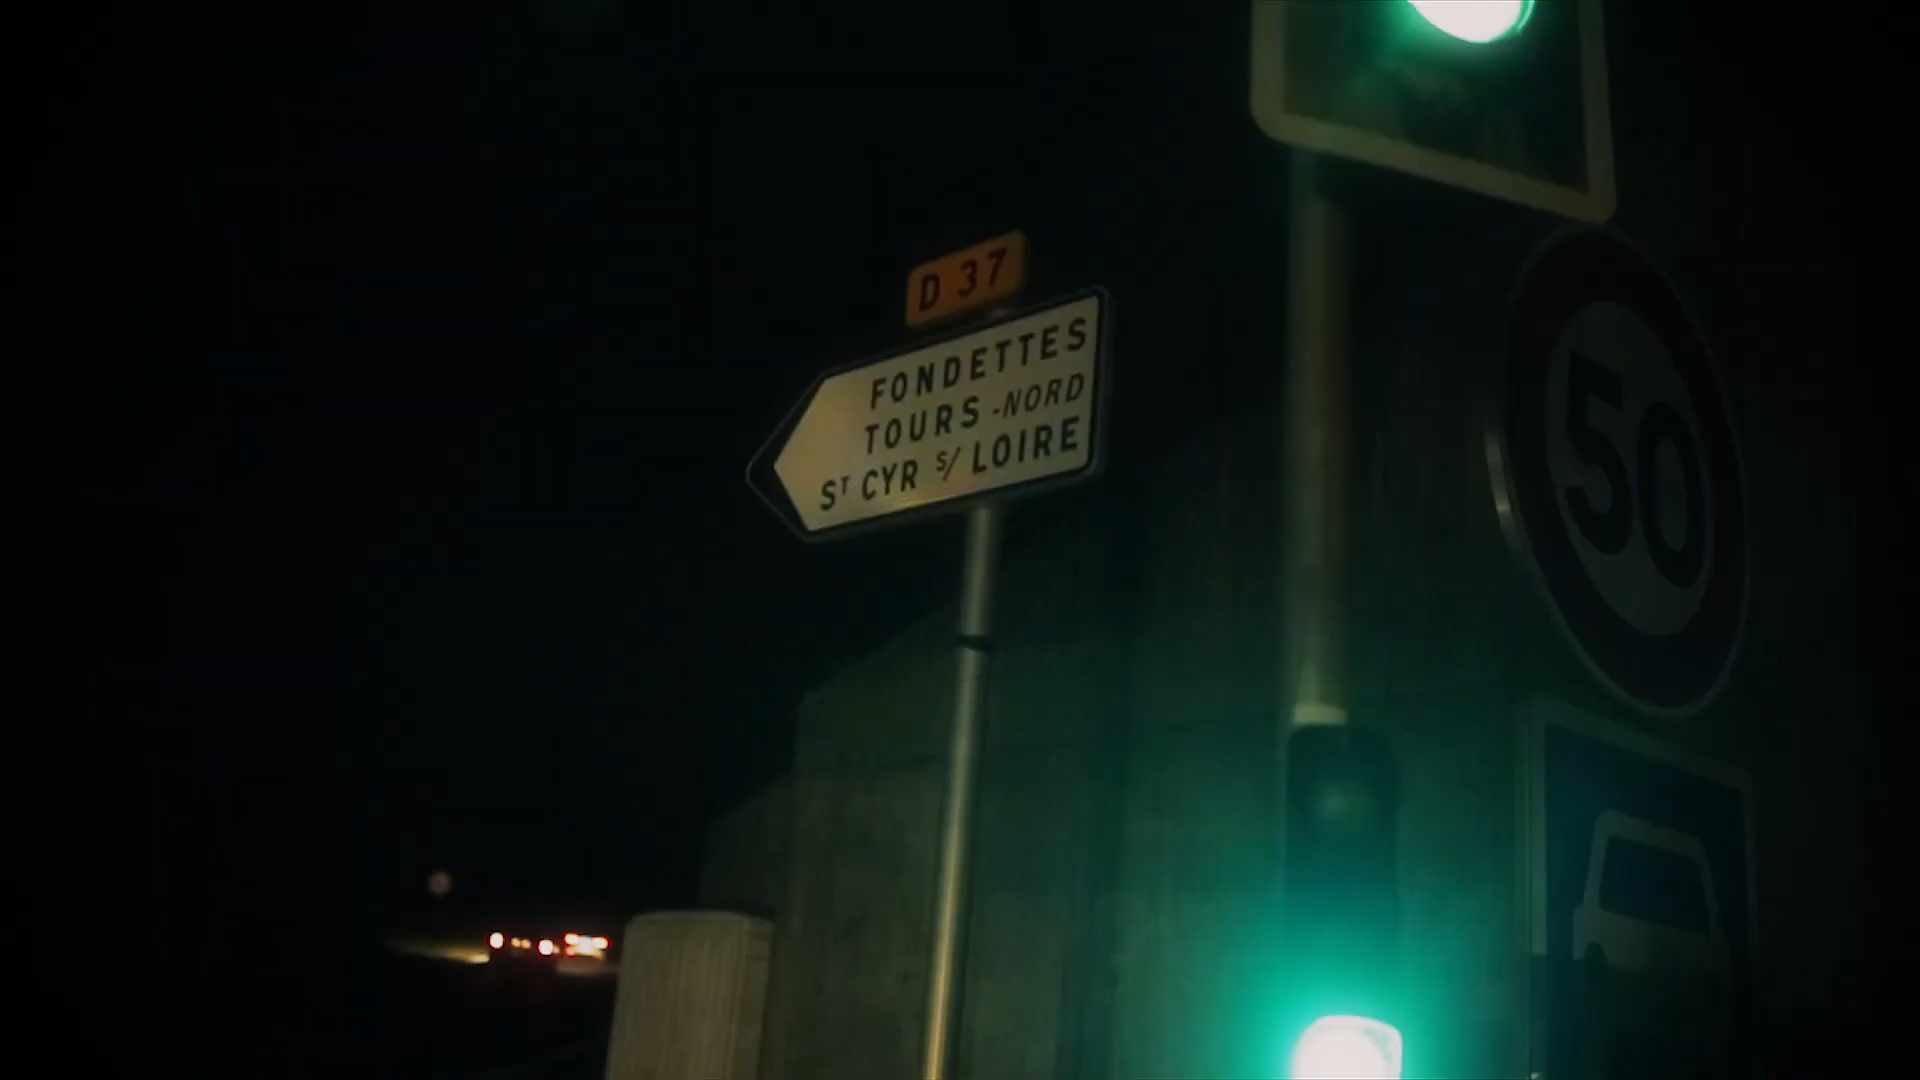 D 37
FONDETTES
TOURS -NORD
ST CYR S/ LOIRE
50